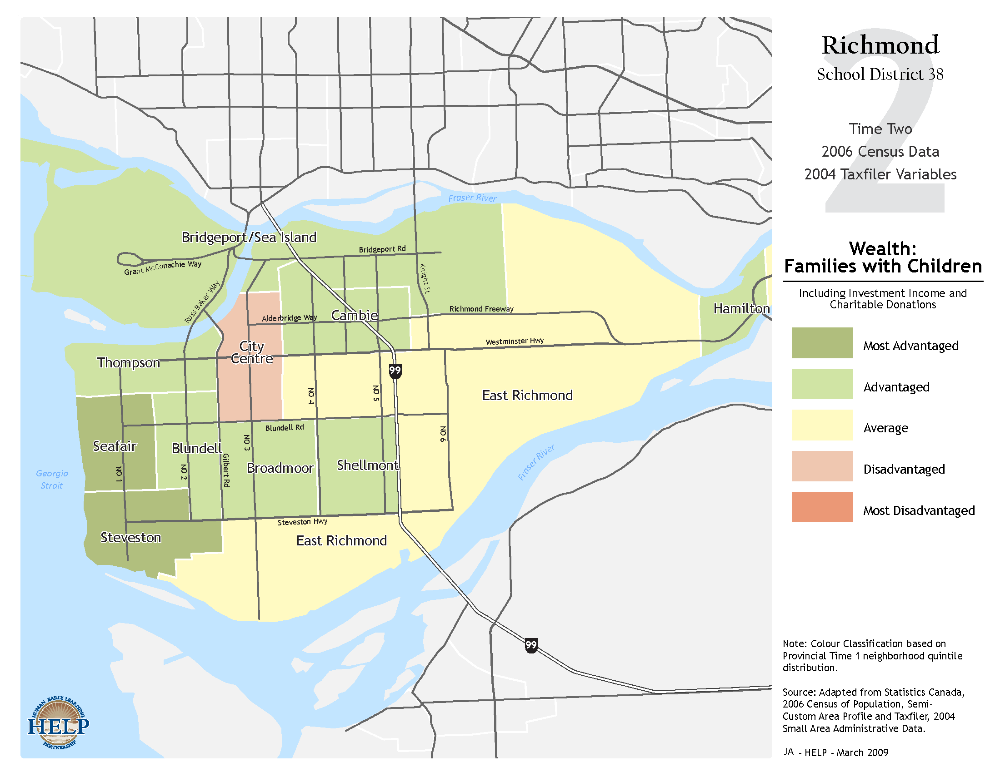 Richmond
School District 38
2
Time Two
2006 Census Data
2004 Taxfiler Variables
Wealth:
Families with Children
Including Investment Income and
Charitable Donations
Most Advantaged
Advantaged
Average
Disadvantaged
Most Disadvantaged
Note: Colour Classification based on
Provincial Time 1 neighborhood quintile
distribution.
Source: Adapted from Statistics Canada,
2006 Census of Population, Semi-
Custom Area Profile and Taxfiler, 2004
Small Area Administrative Data.
JA - HELP - March 2009
Fraser River
Bridgeport/Sea Island
Bridgeport Rd
Grant McConachie Way
Knight St
Russ Baker Way
Richmond Freeway
Hamilton
Alderbridge Way
Cambie
Westminster Hwy
City
Centre
Thompson
99
NO 4
NO 5
East Richmond
Blundell Rd
NO 6
NO 3
Seafair
Blundell
Gilbert Rd
Broadmoor
Shellmont
NO 1
NO 2
Georgia
Strait
Fraser River
Steveston Hwy
Steveston
East Richmond
99
HUMAN EARLY LEARNING
HELP
PARTNERSHIP